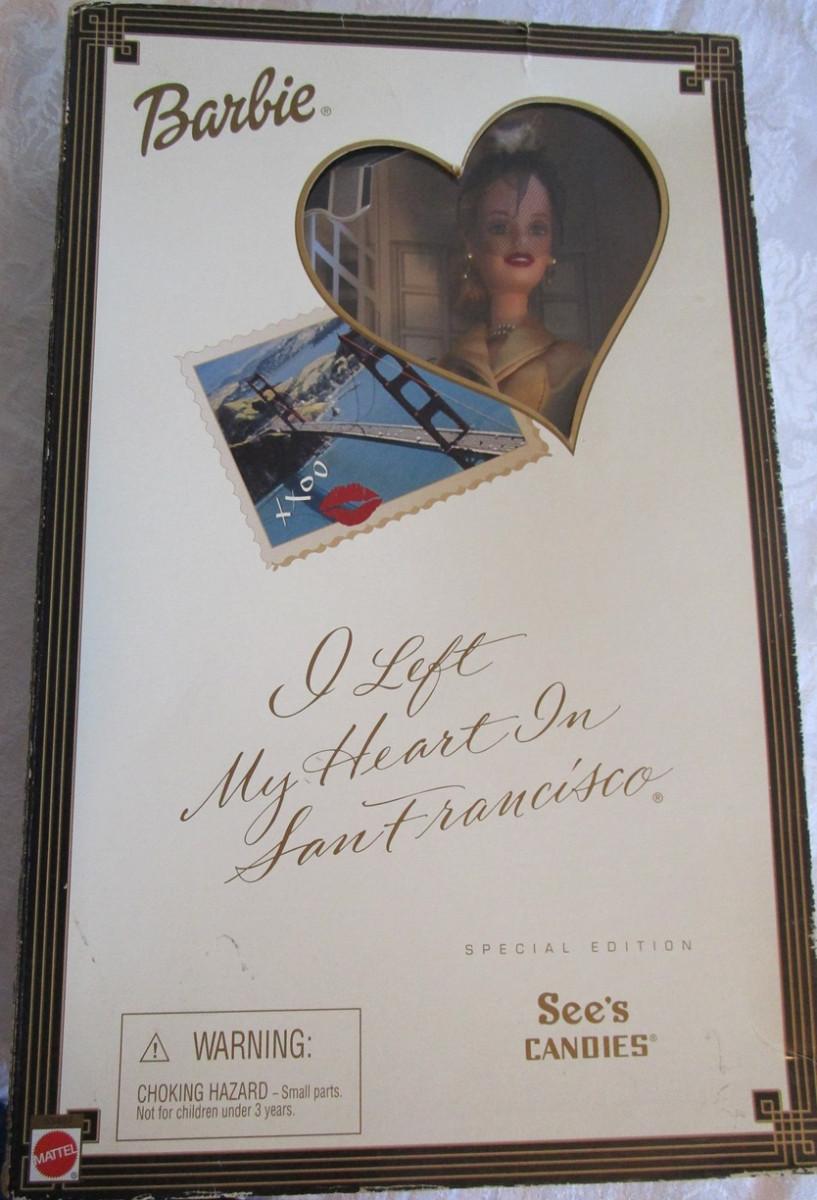 Barbie®
XXOO
I Left
My Heart In
San Francisco®
SPECIAL EDITION
See's
CANDIES®
⚠ WARNING:
CHOKING HAZARD – Small parts.
Not for children under 3 years.
MATTEL®